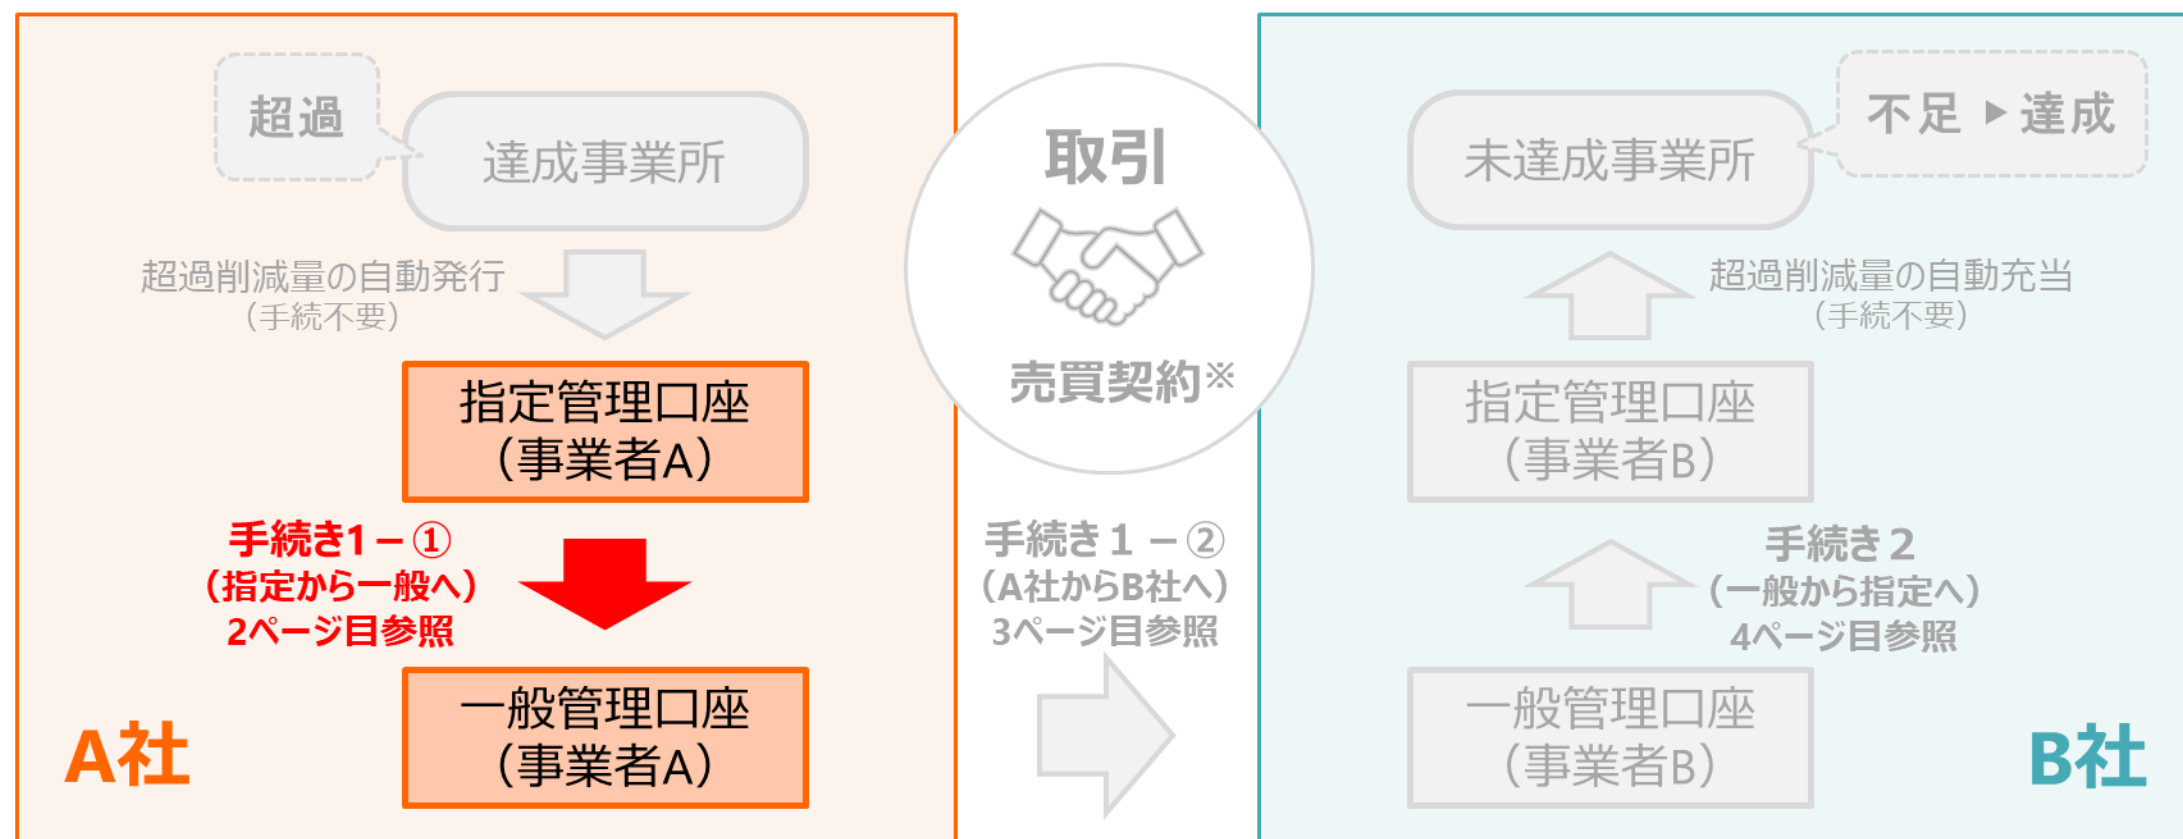 超過
達成事業所
超過削減量の自動発行
（手続不要）
指定管理口座
（事業者A）
手続き1－①
（指定から一般へ）
2ページ目参照
一般管理口座
（事業者A）
A社
取引
売買契約※
手続き１－②
（A社からB社へ）
3ページ目参照
不足 ▶ 達成
未達成事業所
超過削減量の自動充当
（手続不要）
指定管理口座
（事業者B）
手続き２
（一般から指定へ）
4ページ目参照
一般管理口座
（事業者B）
B社